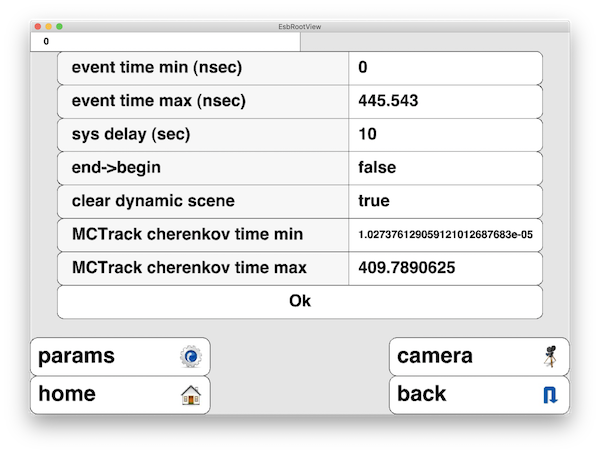 EsbRootView
0
event time min (nsec) 0
event time max (nsec) 445.543
sys delay (sec) 10
end->begin false
clear dynamic scene true
MCTrack cherenkov time min 1.027376129059121012687683e-05
MCTrack cherenkov time max 409.7890625
Ok
params camera
home back